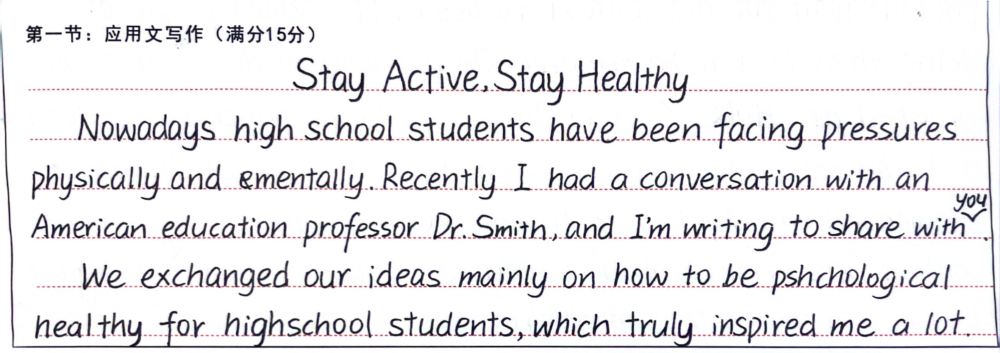 第一节：应用文写作（满分15分）
Stay Active, Stay Healthy
Nowadays high school students have been facing pressures
physically and ementally. Recently I had a conversation with an
American education professor Dr. Smith, and I'm writing to share with you.
We exchanged our ideas mainly on how to be pshchological
healthy for highschool students, which truly inspired me a lot.